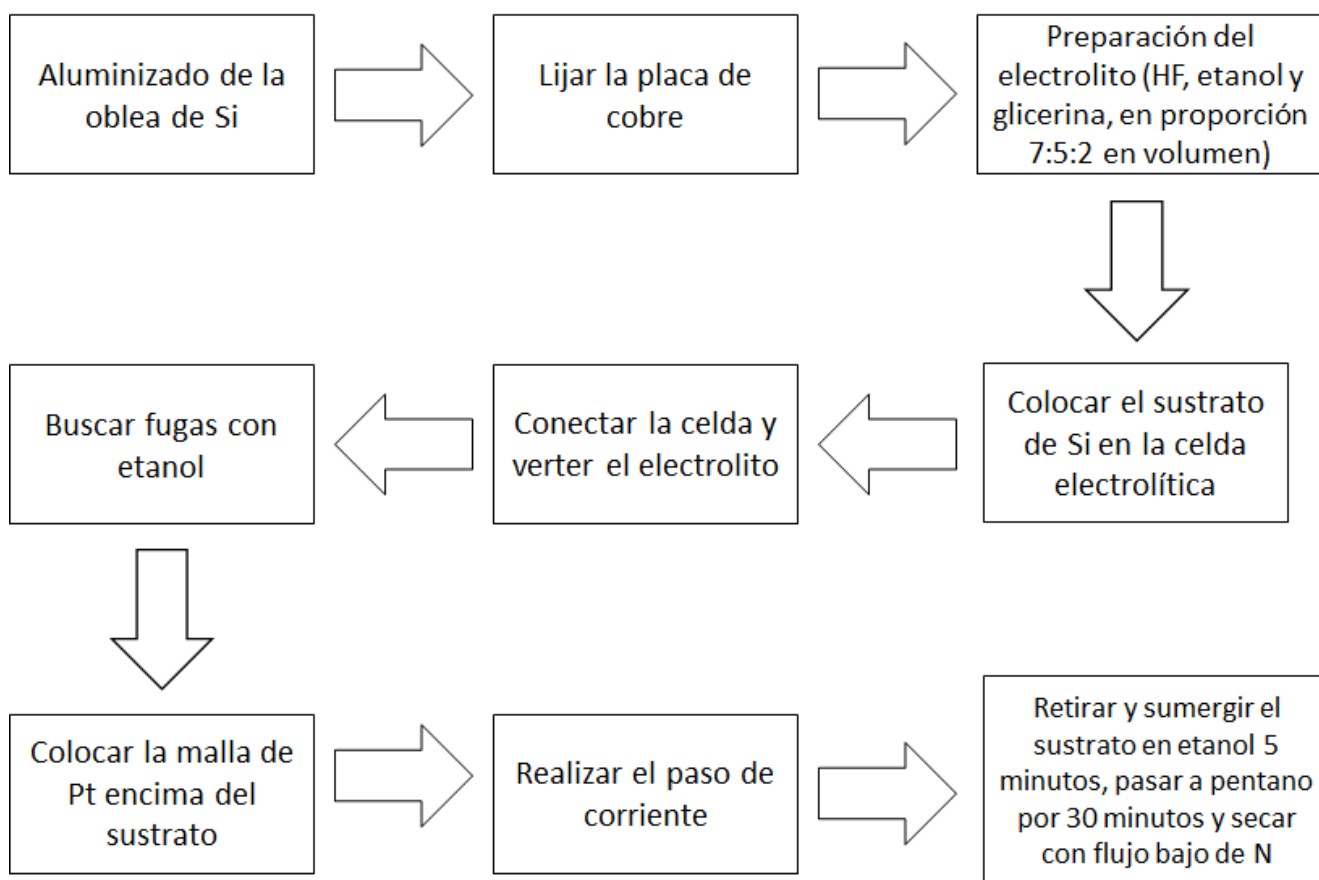 Aluminizado de la
oblea de Si
Lijar la placa de
cobre
Preparación del
electrolito (HF, etanol y
glicerina, en proporción
7:5:2 en volumen)
Colocar el sustrato
de Si en la celda
electrolítica
Conectar la celda y
verter el electrolito
Buscar fugas con
etanol
Colocar la malla de
Pt encima del
sustrato
Realizar el paso de
corriente
Retirar y sumergir el
sustrato en etanol 5
minutos, pasar a pentano
por 30 minutos y secar
con flujo bajo de N